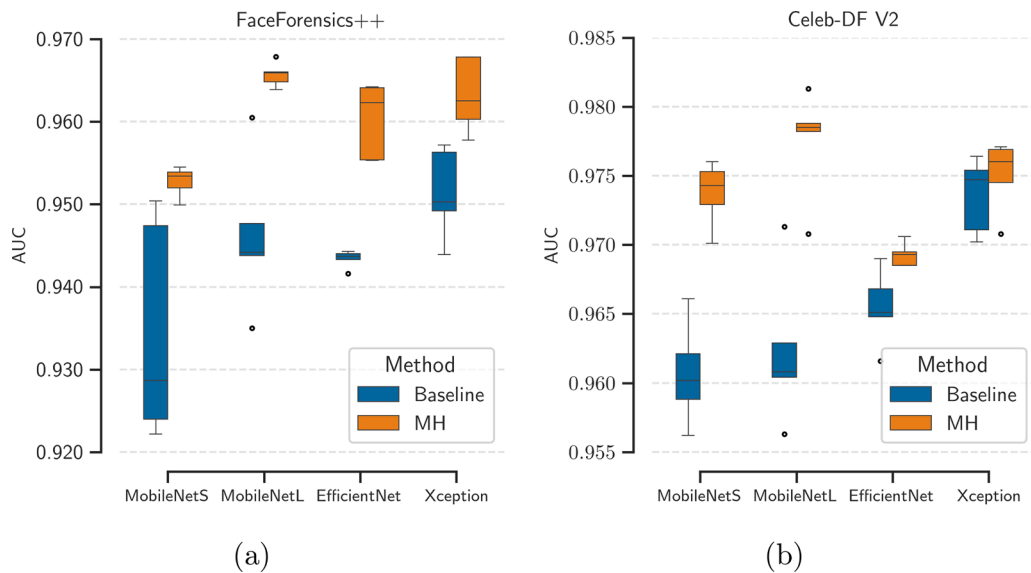 FaceForensics++
0.970
0.960
0.950
0.940
0.930
0.920
AUC
Method
Baseline
MH
MobileNetS MobileNetL EfficientNet Xception
(a)
Celeb-DF V2
0.985
0.980
0.975
0.970
0.965
0.960
0.955
AUC
Method
Baseline
MH
MobileNetS MobileNetL EfficientNet Xception
(b)